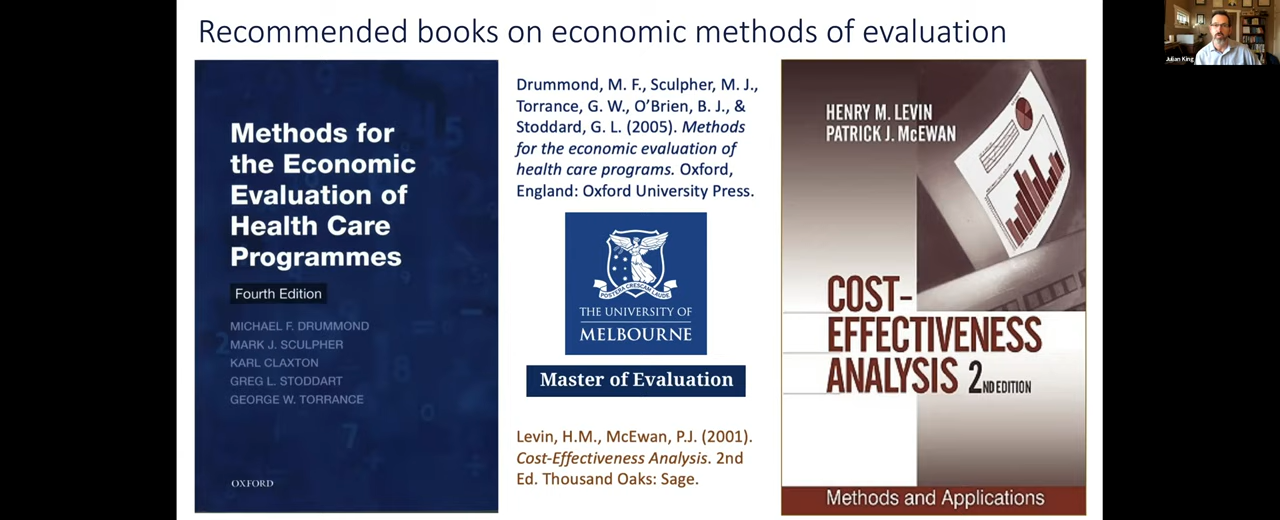 Recommended books on economic methods of evaluation
Julian King
Methods for
the Economic
Evaluation of
Health Care
Programmes
Fourth Edition
MICHAEL F. DRUMMOND
MARK J. SCULPHER
KARL CLAXTON
GREG L. STODDART
GEORGE W. TORRANCE
OXFORD
Drummond, M. F., Sculpher, M. J.,
Torrance, G. W., O’Brien, B. J., &
Stoddard, G. L. (2005). Methods
for the economic evaluation of
health care programs. Oxford,
England: Oxford University Press.
POSTERA CRESCAM LAUDE
THE UNIVERSITY OF
MELBOURNE
Master of Evaluation
Levin, H.M., McEwan, P.J. (2001).
Cost-Effectiveness Analysis. 2nd
Ed. Thousand Oaks: Sage.
HENRY M. LEVIN
PATRICK J. McEWAN
COST-
EFFECTIVENESS
ANALYSIS 2ND EDITION
Methods and Applications